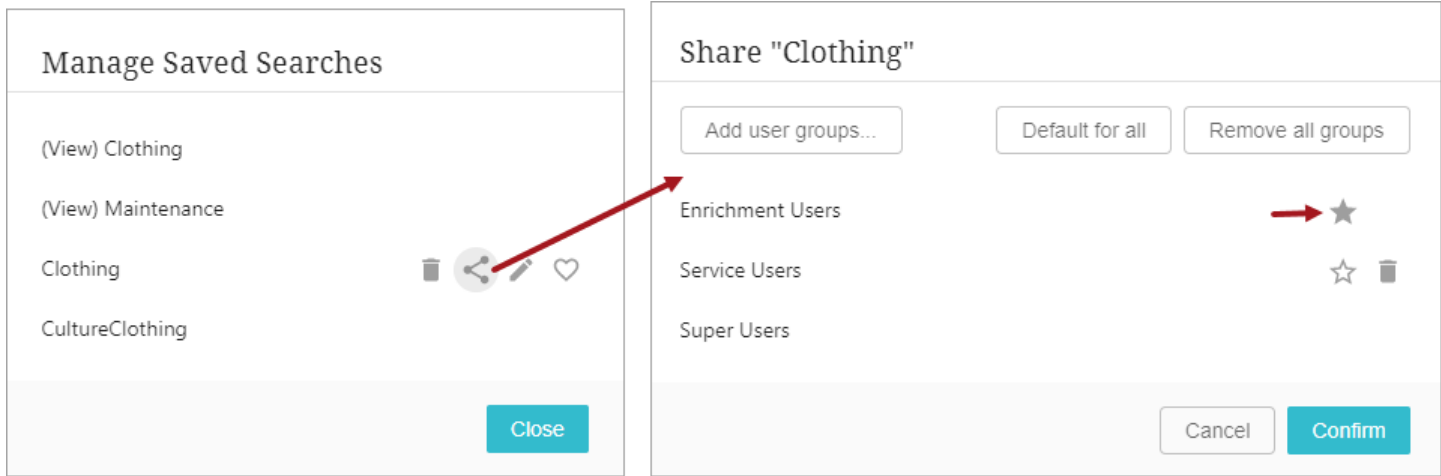 Manage Saved Searches
(View) Clothing
(View) Maintenance
Clothing
CultureClothing
Close
Share "Clothing"
Add user groups...
Default for all
Remove all groups
Enrichment Users
Service Users
Super Users
Cancel
Confirm